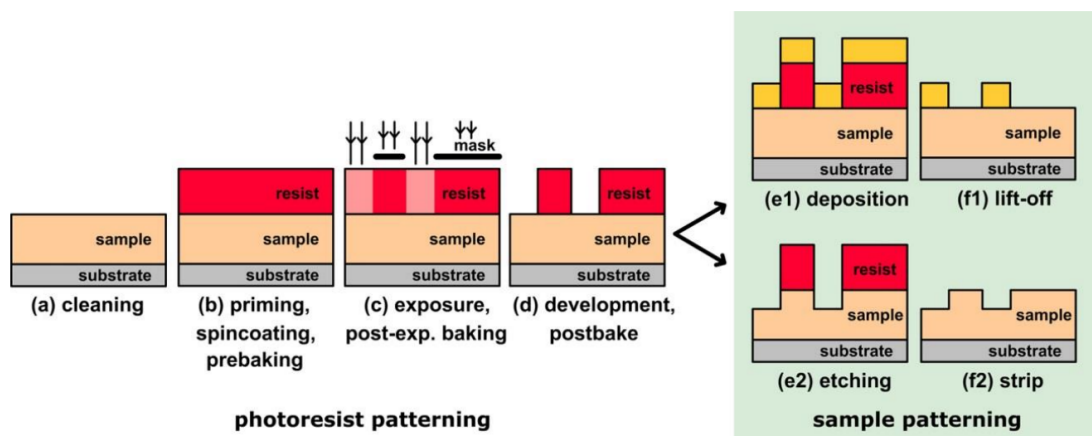 resist
sample
substrate
(a) cleaning
resist
sample
substrate
(b) priming,
spincoating,
prebaking
mask
resist
sample
substrate
(c) exposure,
post-exp. baking
resist
sample
substrate
(d) development,
postbake
photoresist patterning
resist
sample
substrate
(e1) deposition
sample
substrate
(f1) lift-off
resist
sample
substrate
(e2) etching
sample
substrate
(f2) strip
sample patterning